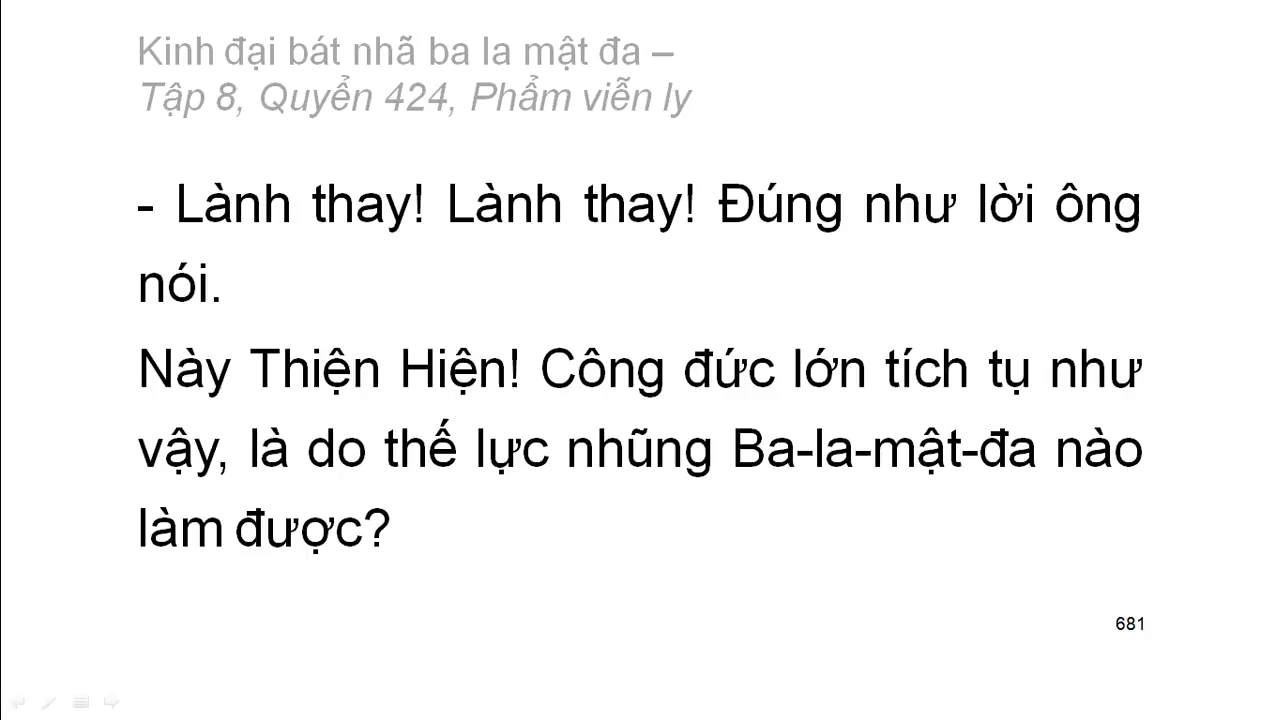 Kinh đại bát nhã ba la mật đa –
Tập 8, Quyển 424, Phẩm viễn ly
- Lành thay! Lành thay! Đúng như lời ông
nói.
Này Thiện Hiện! Công đức lớn tích tụ như
vậy, là do thế lực nhũng Ba-la-mật-đa nào
làm được?
681